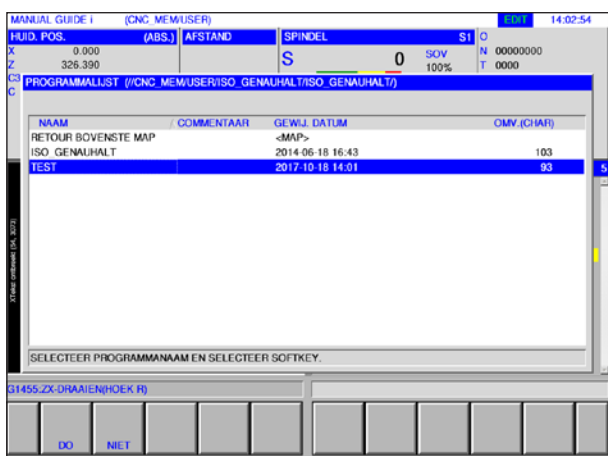 MANUAL GUIDE i (CNC_MEM/USER) EDIT 14:02:54
HUID. POS. (ABS.) AFSTAND SPINDEL S1 O
X 0.000 S 0 SOV N 00000000
Z 326.390 100% T 0000
C3 PROGRAMMALIJST (//CNC_MEM/USER/ISO_GENAUHALT/ISO_GENAUHALT/)
C
NAAM / COMMENTAAR GEWIJ. DATUM OMV.(CHAR)
RETOUR BOVENSTE MAP <MAP>
ISO_GENAUHALT 2014-06-18 16:43 103
TEST 2017-10-18 14:01 93
5
SELECTEER PROGRAMMANAAM EN SELECTEER SOFTKEY.
G1455:ZX-DRAAIEN(HOEK R)
DO NIET